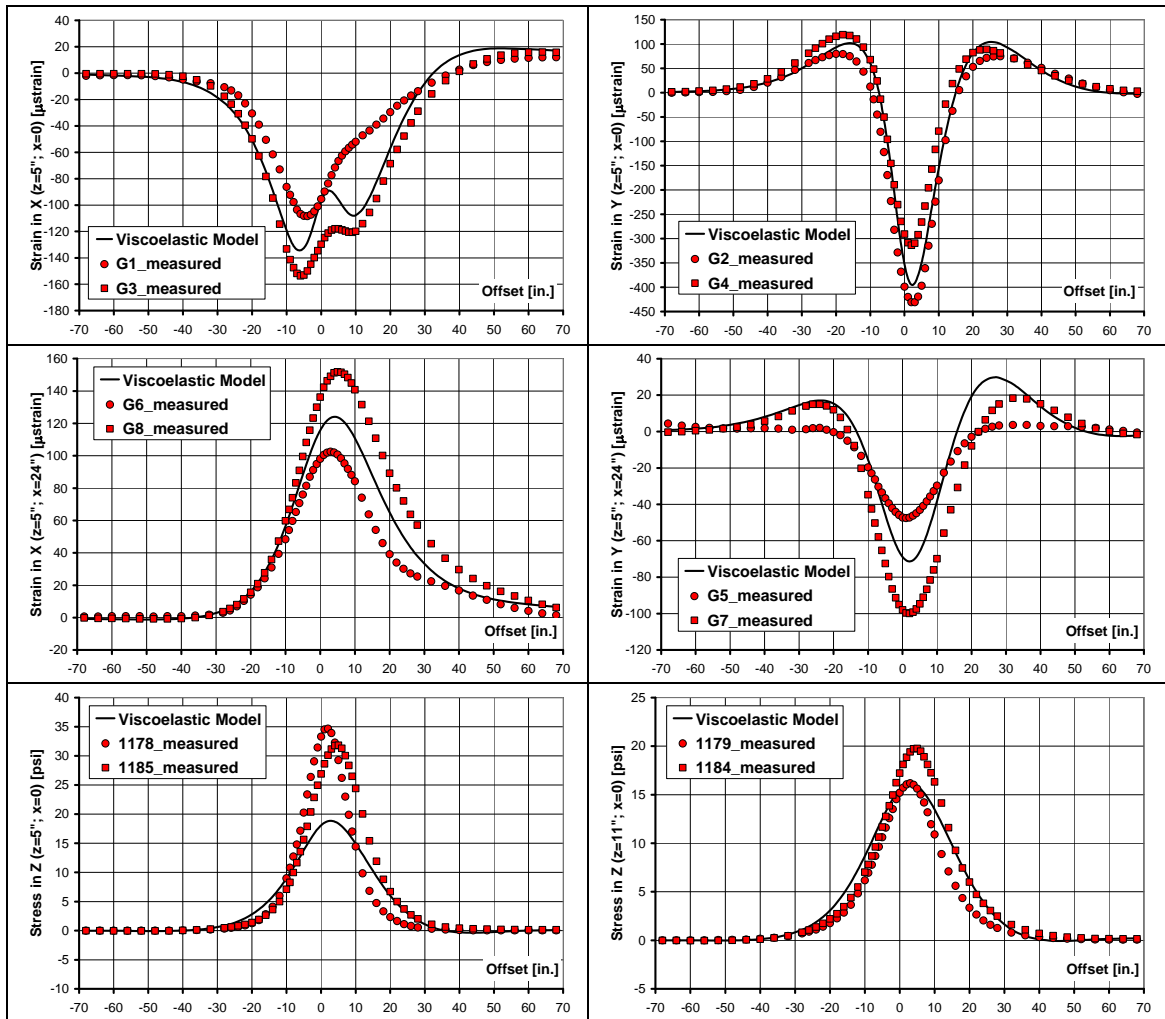 Strain in X (z=5"; x=0) [µstrain]
40
20
0
-20
-40
-60
-80
-100
-120
-140
-160
-180
Viscoelastic Model
G1_measured
G3_measured
Offset [in.]
-70 -60 -50 -40 -30 -20 -10 0 10 20 30 40 50 60 70
Strain in Y (z=5"; x=0) [µstrain]
150
100
50
0
-50
-100
-150
-200
-250
-300
-350
-400
-450
Viscoelastic Model
G2_measured
G4_measured
Offset [in.]
-70 -60 -50 -40 -30 -20 -10 0 10 20 30 40 50 60 70
Strain in X (z=5"; x=24") [µstrain]
160
140
120
100
80
60
40
20
0
-20
Viscoelastic Model
G6_measured
G8_measured
Offset [in.]
-70 -60 -50 -40 -30 -20 -10 0 10 20 30 40 50 60 70
Strain in Y (z=5"; x=24") [µstrain]
40
20
0
-20
-40
-60
-80
-100
-120
Viscoelastic Model
G5_measured
G7_measured
Offset [in.]
-70 -60 -50 -40 -30 -20 -10 0 10 20 30 40 50 60 70
Stress in Z (z=5"; x=0) [psi]
40
35
30
25
20
15
10
5
0
-5
-10
Viscoelastic Model
1178_measured
1185_measured
Offset [in.]
-70 -60 -50 -40 -30 -20 -10 0 10 20 30 40 50 60 70
Stress in Z (z=11"; x=0) [psi]
25
20
15
10
5
0
-5
Viscoelastic Model
1179_measured
1184_measured
Offset [in.]
-70 -60 -50 -40 -30 -20 -10 0 10 20 30 40 50 60 70